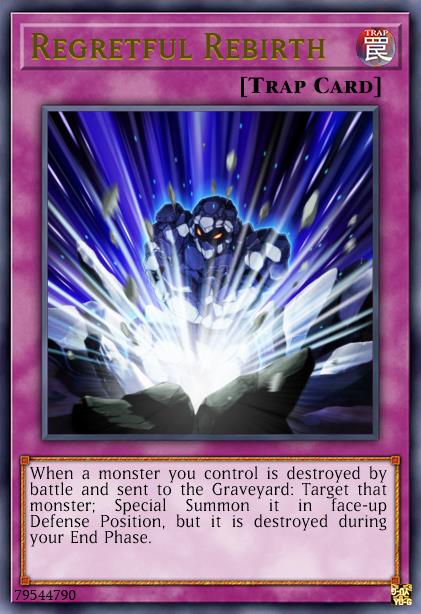 Regretful Rebirth
TRAP
罠
[Trap Card]
When a monster you control is destroyed by
battle and sent to the Graveyard: Target that
monster; Special Summon it in face-up
Defense Position, but it is destroyed during
your End Phase.
79544790